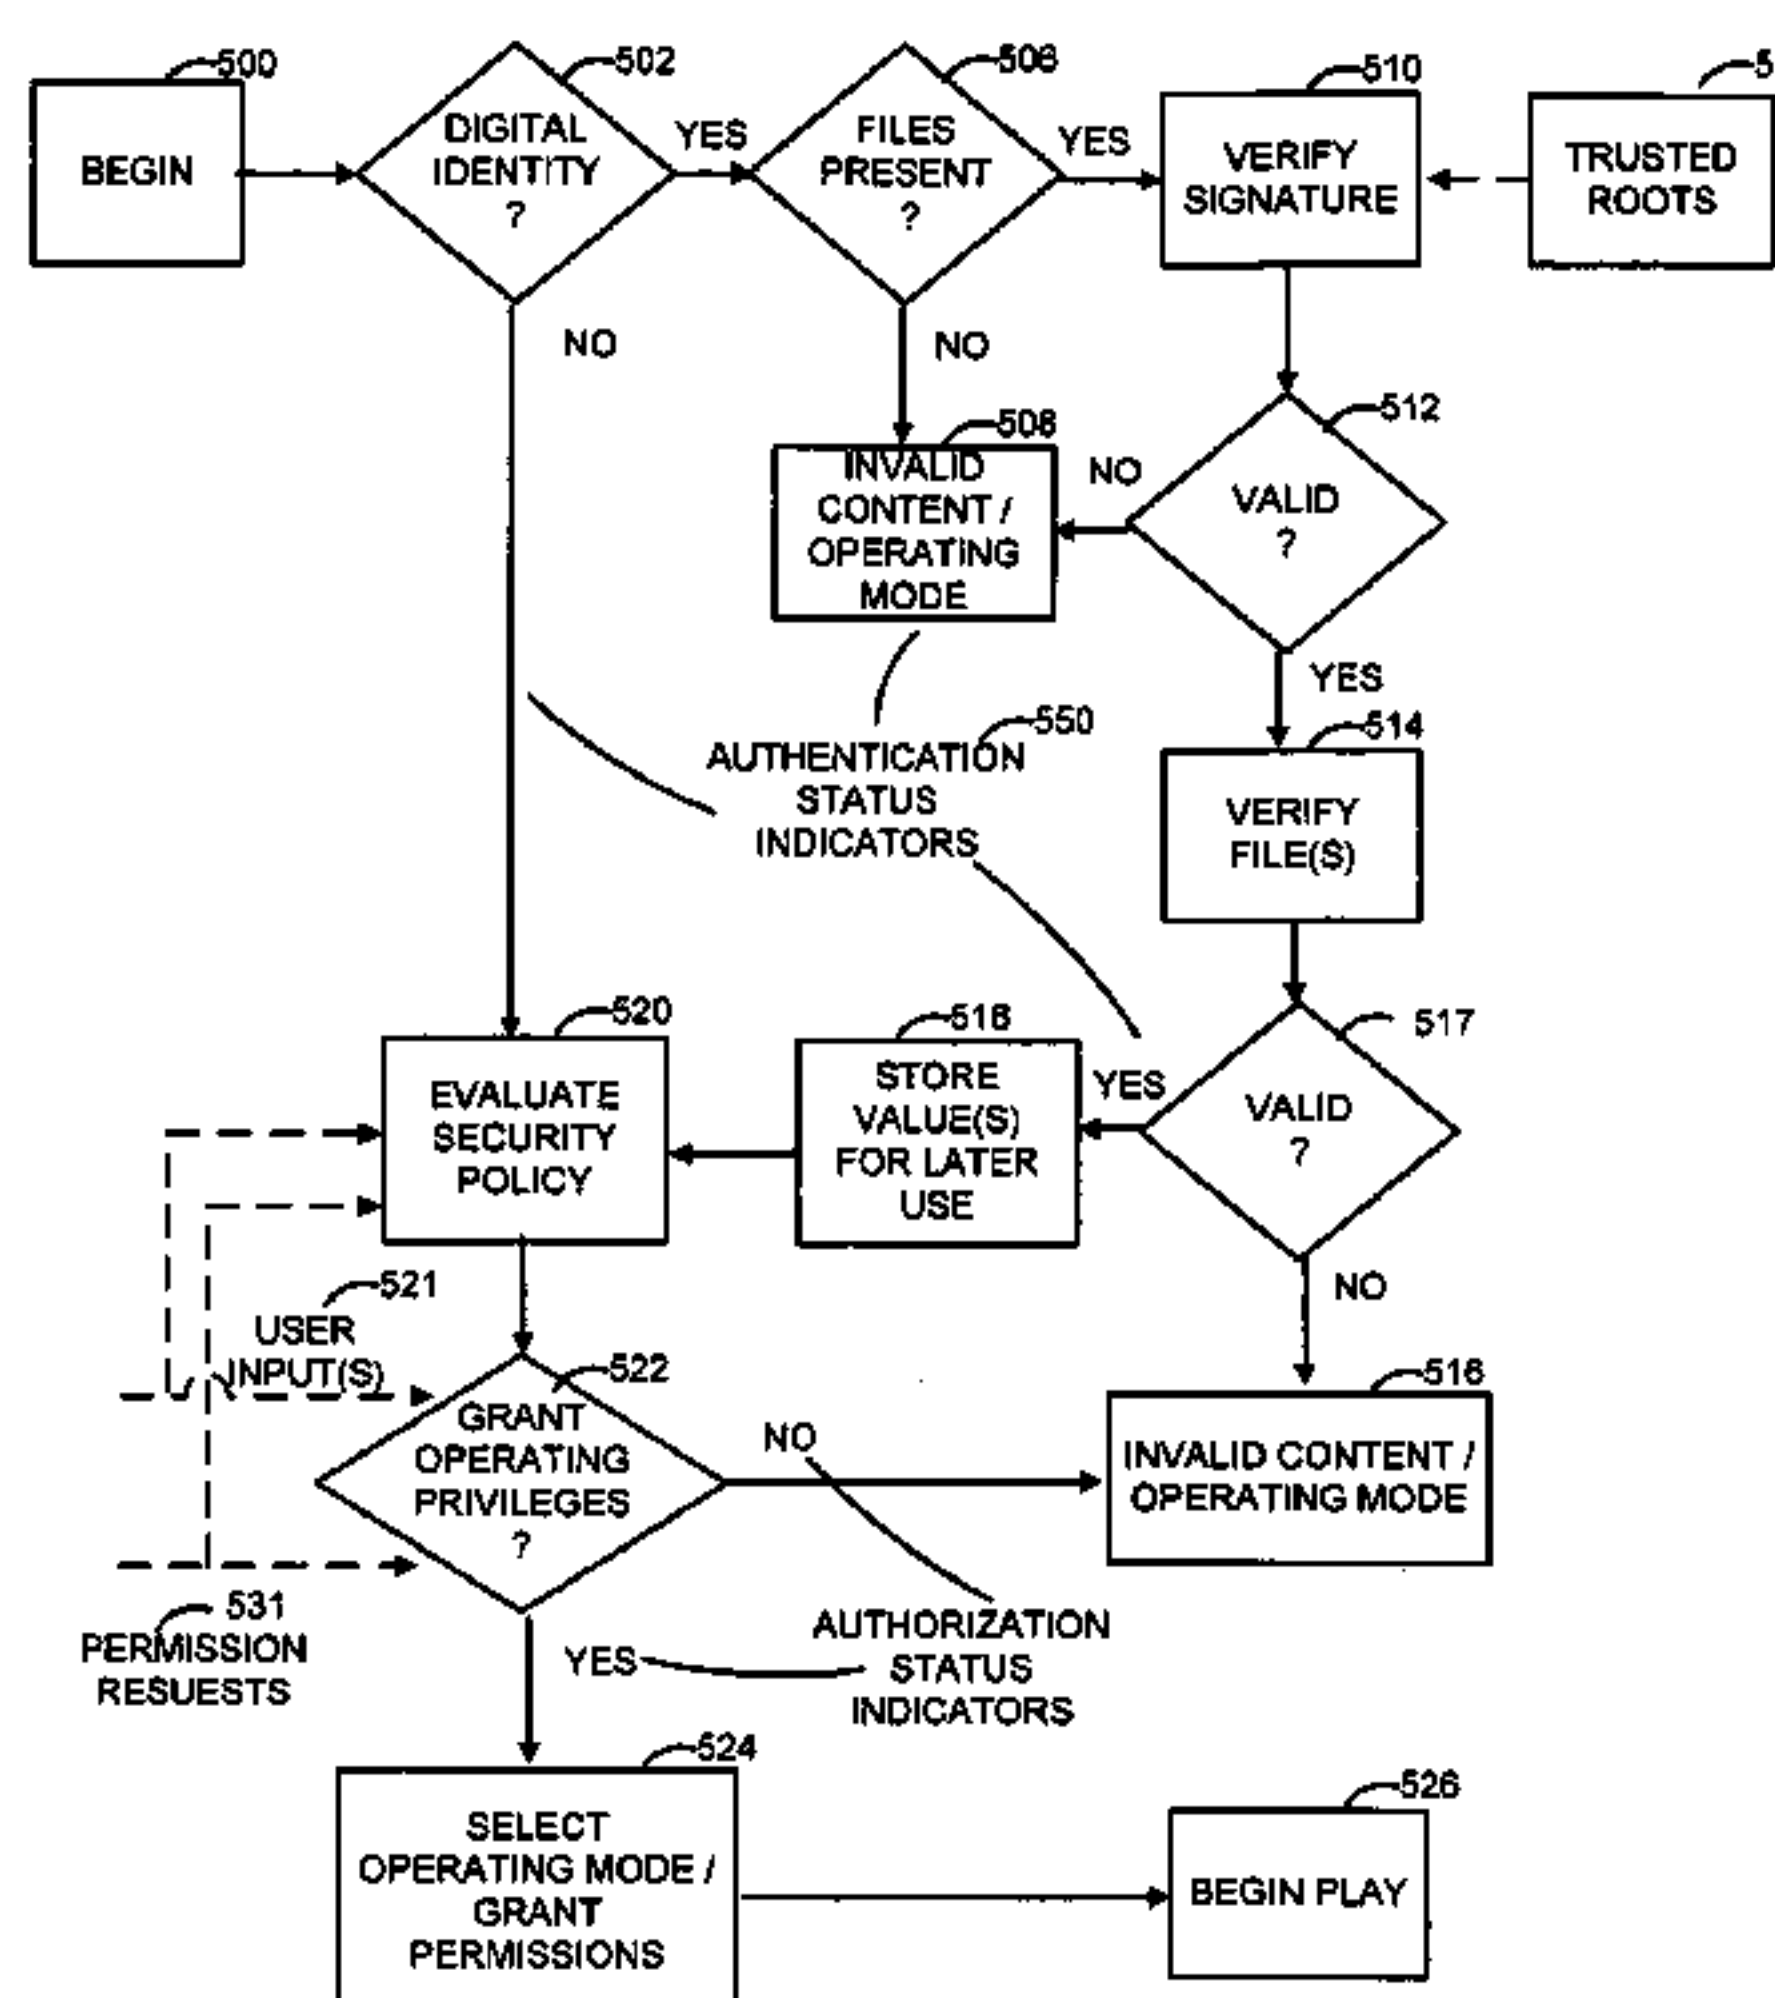 500
502
506
510
5
BEGIN
DIGITAL
IDENTITY
?
YES
FILES
PRESENT
?
YES
VERIFY
SIGNATURE
TRUSTED
ROOTS
NO
NO
508
INVALID
CONTENT /
OPERATING
MODE
NO
512
VALID
?
YES
550
AUTHENTICATION
STATUS
INDICATORS
514
VERIFY
FILE(S)
520
EVALUATE
SECURITY
POLICY
518
STORE
VALUE(S)
FOR LATER
USE
YES
517
VALID
?
NO
521
USER
INPUT(S)
522
GRANT
OPERATING
PRIVILEGES
?
NO
516
INVALID CONTENT /
OPERATING MODE
531
PERMISSION
RESUESTS
YES
AUTHORIZATION
STATUS
INDICATORS
524
SELECT
OPERATING MODE /
GRANT
PERMISSIONS
526
BEGIN PLAY